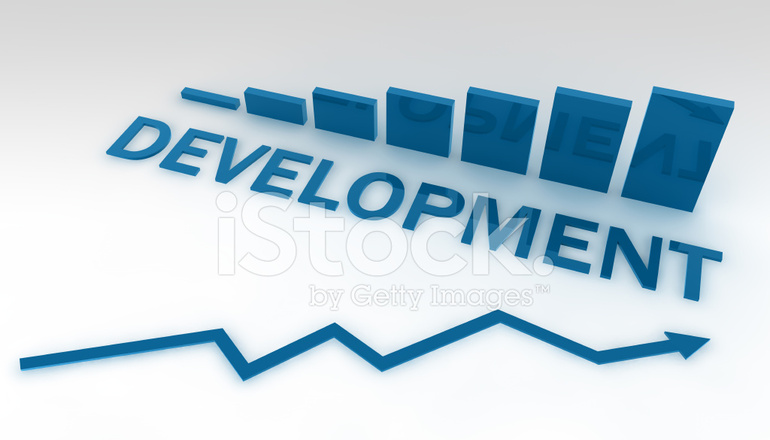 DEVELOPMENT
iStock.
by Getty Images™